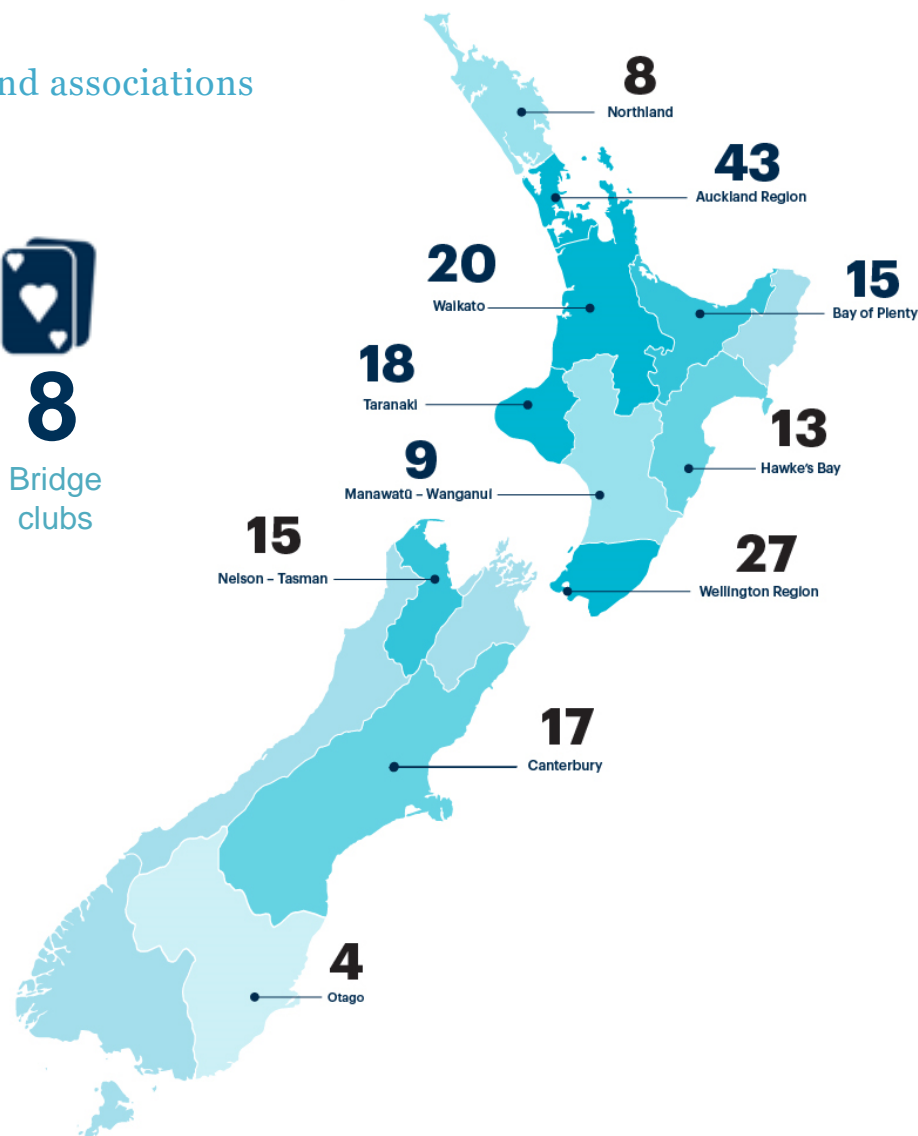 nd associations
8
Northland
43
Auckland Region
20
Waikato
15
Bay of Plenty
18
Taranaki
8
Bridge
clubs
13
Hawke's Bay
9
Manawatū – Wanganui
15
Nelson – Tasman
27
Wellington Region
17
Canterbury
4
Otago